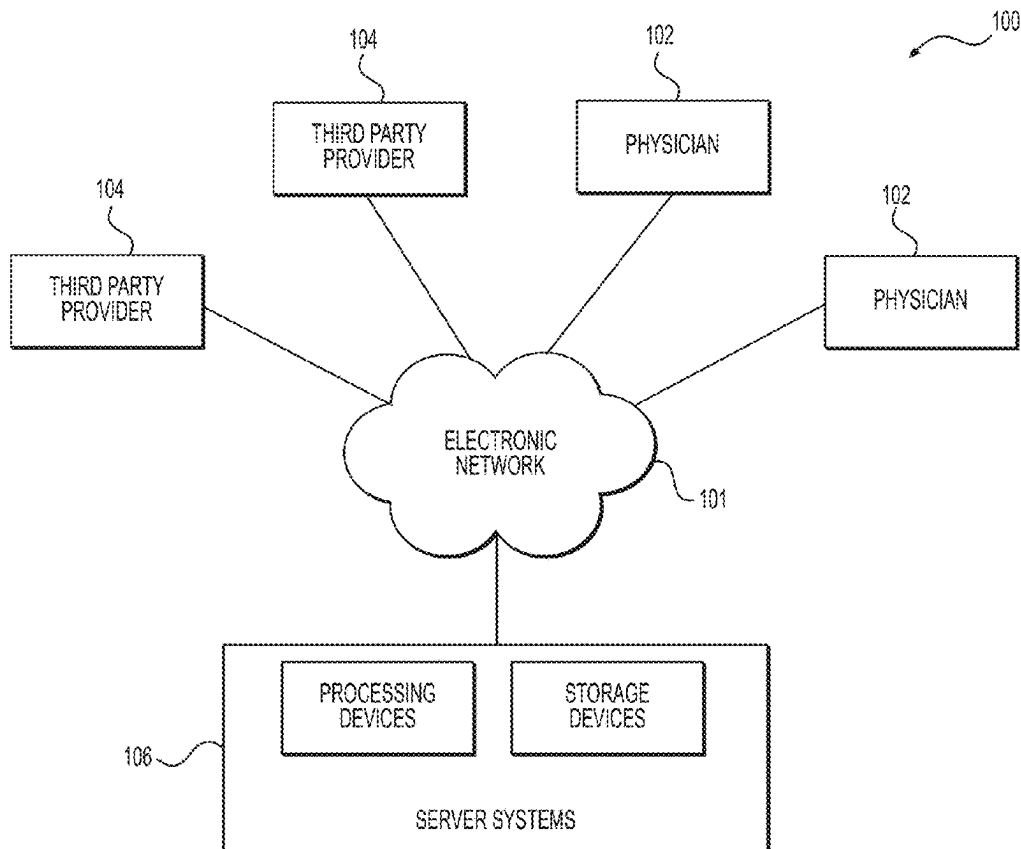 100
104
102
THIRD PARTY
PROVIDER
PHYSICIAN
104
102
THIRD PARTY
PROVIDER
PHYSICIAN
ELECTRONIC
NETWORK
101
PROCESSING
DEVICES
STORAGE
DEVICES
106
SERVER SYSTEMS